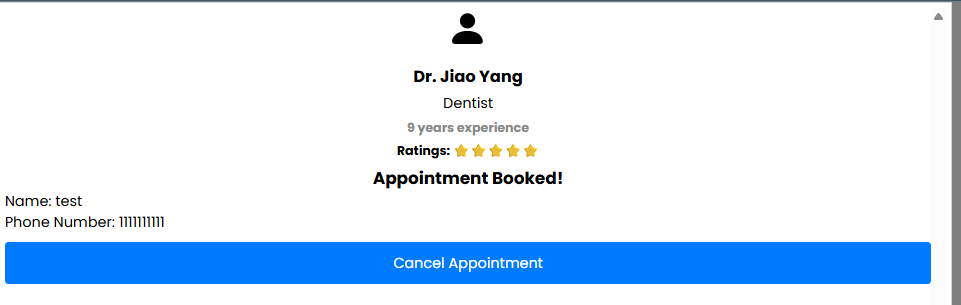 Dr. Jiao Yang
Dentist
9 years experience
Ratings: ⭐⭐⭐⭐⭐
Appointment Booked!
Name: test
Phone Number: 1111111111
Cancel Appointment